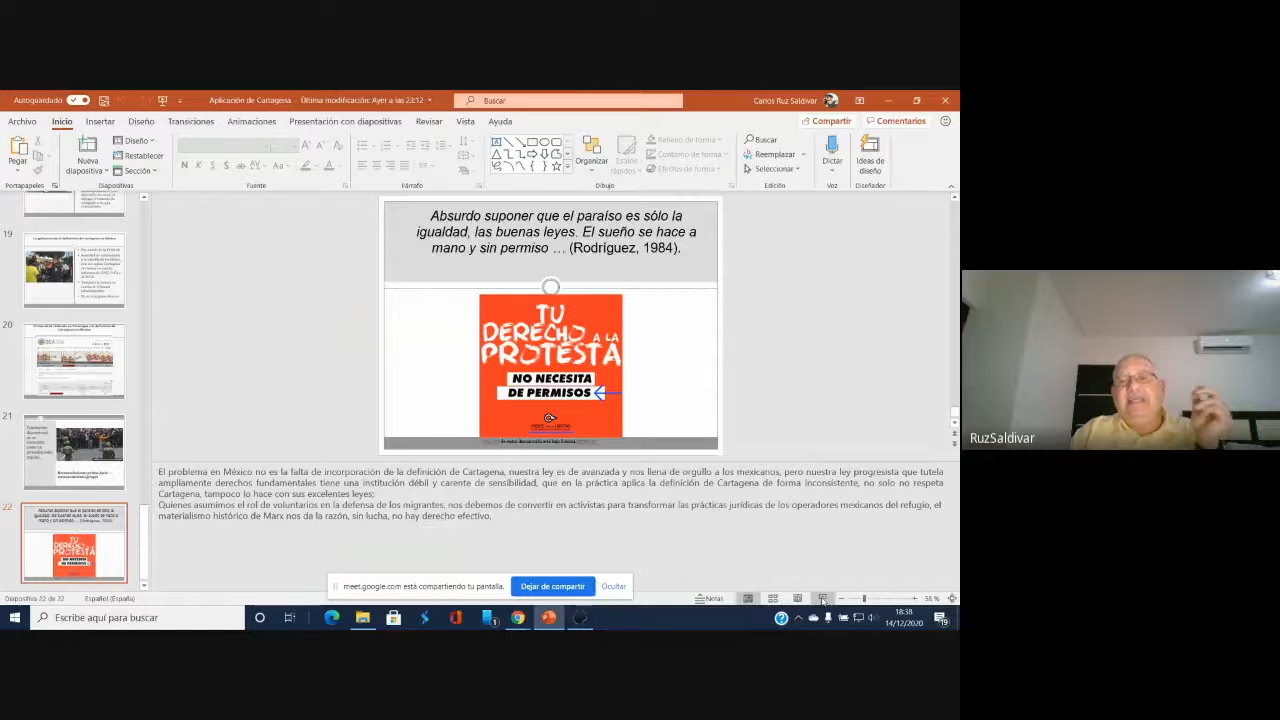 Autoguardado
Aplicación de Cartagena – Última modificación: Ayer a las 23:12
Buscar
Carlos Ruz Saldivar
Archivo Inicio Insertar Diseño Transiciones Animaciones Presentación con diapositivas Revisar Vista Ayuda
Compartir Comentarios
Pegar
Nueva diapositiva
Diseño
Restablecer
Sección
Organizar
Estilos rápidos
Relleno de forma
Contorno de forma
Efectos de forma
Buscar
Reemplazar
Seleccionar
Dictar
Ideas de diseño
Portapapeles Diapositivas Fuente Párrafo Dibujo Edición Voz Diseñador
19
20
21
22
Absurdo suponer que el paraíso es sólo la
igualdad, las buenas leyes. El sueño se hace a
mano y sin permiso … (Rodríguez, 1984).
TU
DERECHO A LA
PROTESTA
NO NECESITA
DE PERMISOS
El problema en México no es la falta de incorporación de la definición de Cartagena, nuestra ley es de avanzada y nos llena de orgullo a los mexicanos, pero nuestra ley progresista que tutela
ampliamente derechos fundamentales tiene una institución débil y carente de sensibilidad, que en la práctica aplica la definición de Cartagena de forma inconsistente, no solo no respeta
Cartagena, tampoco lo hace con sus excelentes leyes;
Quienes asumimos el rol de voluntarios en la defensa de los migrantes, nos debemos de convertir en activistas para transformar las prácticas jurídicas de los operadores mexicanos del refugio, el
materialismo histórico de Marx nos da la razón, sin lucha, no hay derecho efectivo.
meet.google.com está compartiendo tu pantalla.
Dejar de compartir
Ocultar
Diapositiva 22 de 22
Español (España)
Notas
58 %
Escribe aquí para buscar
18:38
14/12/2020
RuzSaldivar